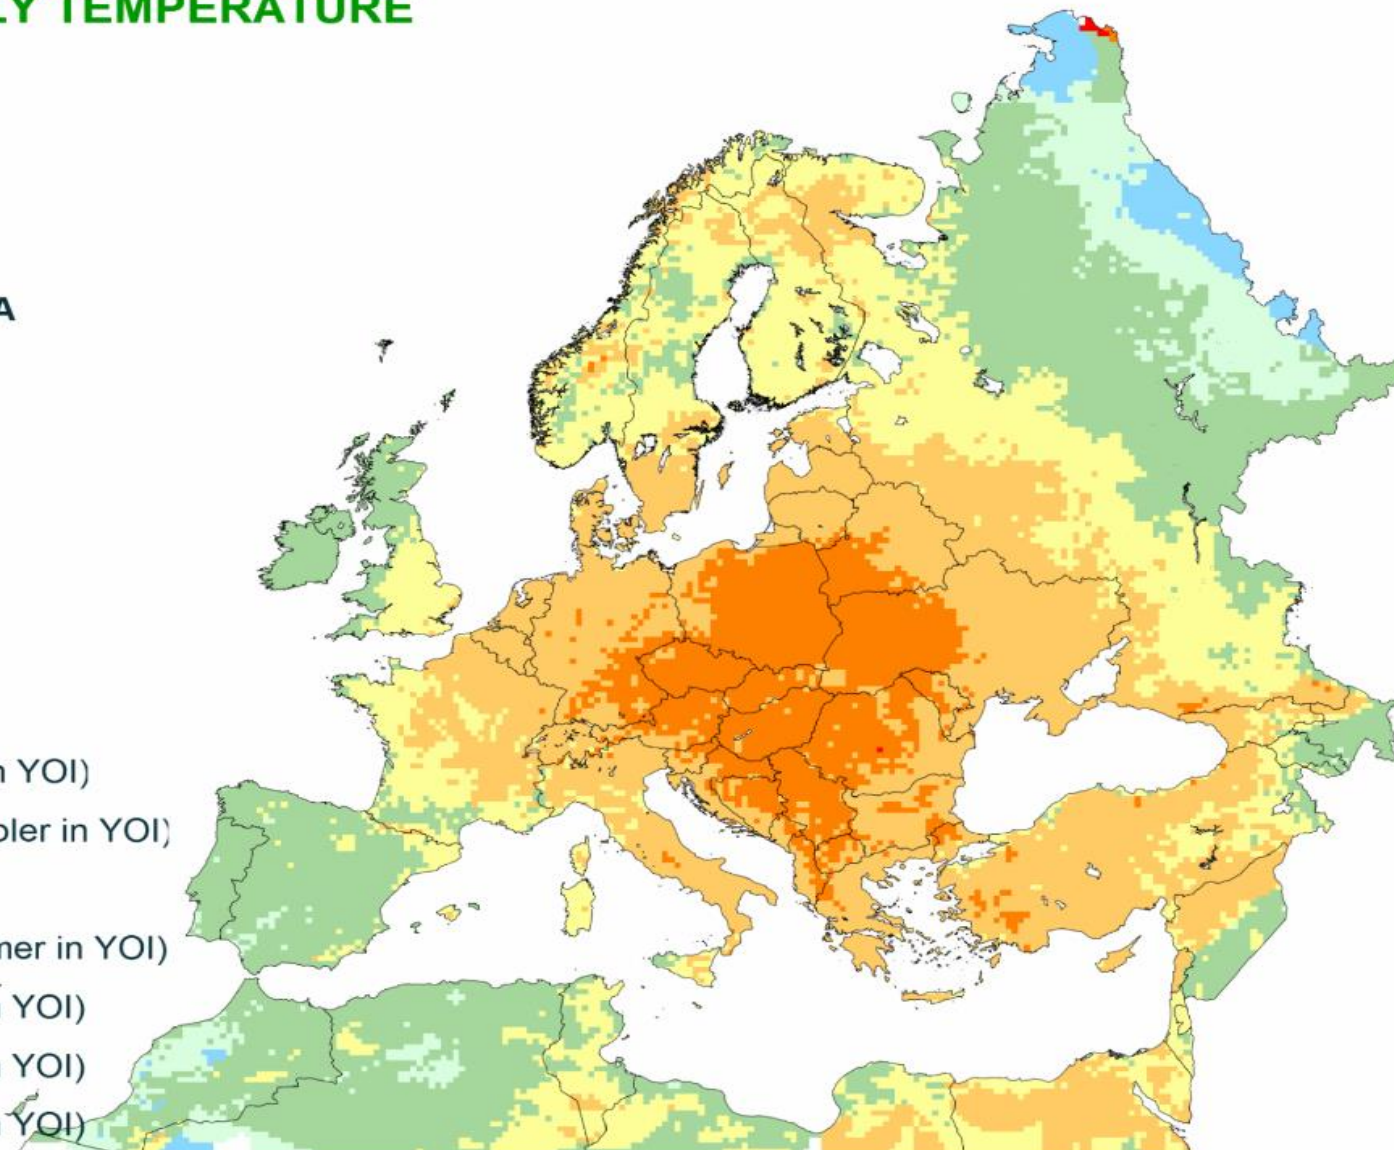 LY TEMPERATURE
A
n YOI)
oler in YOI)
mer in YOI)
n YOI)
n YOI)
n YOI)